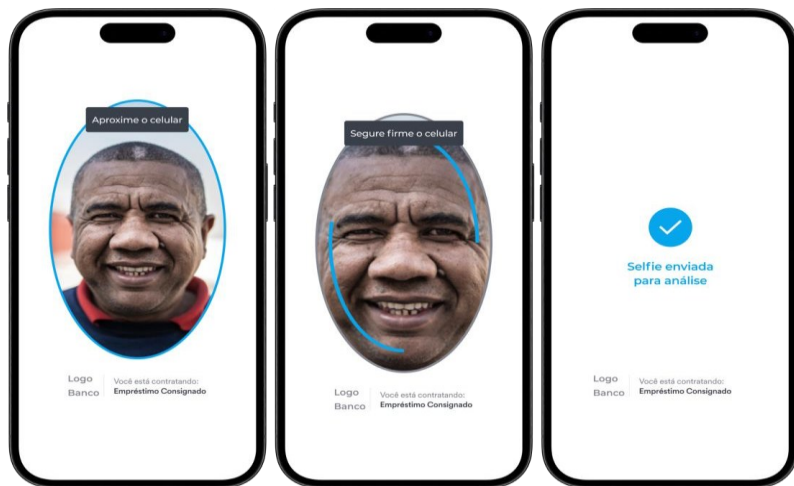 Aproxime o celular
Logo
Banco
Você está contratando:
Empréstimo Consignado
Segure firme o celular
Logo
Banco
Você está contratando:
Empréstimo Consignado
Selfie enviada
para análise
Logo
Banco
Você está contratando:
Empréstimo Consignado